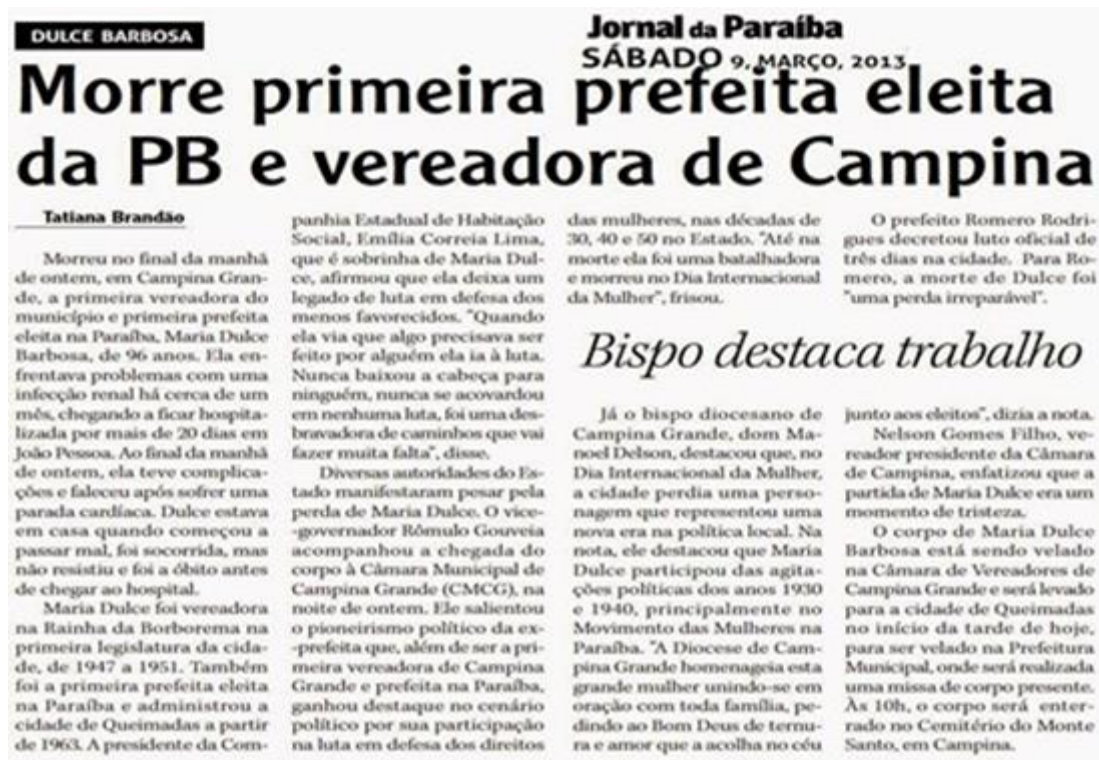 DULCE BARBOSA
Jornal da Paraíba
SÁBADO 9, MARÇO, 2013
Morre primeira prefeita eleita
da PB e vereadora de Campina
Tatiana Brandão
Morreu no final da manhã
de ontem, em Campina Gran-
de, a primeira vereadora do
município e primeira prefeita
eleita na Paraíba, Maria Dulce
Barbosa, de 96 anos. Ela en-
frentava problemas com uma
infecção renal há cerca de um
mês, chegando a ficar hospita-
lizada por mais de 20 dias em
João Pessoa. Ao final da manhã
de ontem, ela teve complica-
ções e faleceu após sofrer uma
parada cardíaca. Dulce estava
em casa quando começou a
passar mal, foi socorrida, mas
não resistiu e foi a óbito antes
de chegar ao hospital.
Maria Dulce foi vereadora
na Rainha da Borborema na
primeira legislatura da cida-
de, de 1947 a 1951. Também
foi a primeira prefeita eleita
na Paraíba e administrou a
cidade de Queimadas a partir
de 1963. A presidente da Com-
panhia Estadual de Habitação
Social, Emília Correia Lima,
que é sobrinha de Maria Dul-
ce, afirmou que ela deixa um
legado de luta em defesa dos
menos favorecidos. "Quando
ela via que algo precisava ser
feito por alguém ela ia à luta.
Nunca baixou a cabeça para
ninguém, nunca se acovardou
em nenhuma luta, foi uma des-
bravadora de caminhos que vai
fazer muita falta", disse.
Diversas autoridades do Es-
tado manifestaram pesar pela
perda de Maria Dulce. O vice-
-governador Rômulo Gouveia
acompanhou a chegada do
corpo à Câmara Municipal de
Campina Grande (CMCG), na
noite de ontem. Ele salientou
o pioneirismo político da ex-
-prefeita que, além de ser a pri-
meira vereadora de Campina
Grande e prefeita na Paraíba,
ganhou destaque no cenário
político por sua participação
na luta em defesa dos direitos
das mulheres, nas décadas de
30, 40 e 50 no Estado. "Até na
morte ela foi uma batalhadora
e morreu no Dia Internacional
da Mulher", frisou.
O prefeito Romero Rodri-
gues decretou luto oficial de
três dias na cidade. Para Ro-
mero, a morte de Dulce foi
"uma perda irreparável".
Bispo destaca trabalho
Já o bispo diocesano de
Campina Grande, dom Ma-
noel Delson, destacou que, no
Dia Internacional da Mulher,
a cidade perdia uma perso-
nagem que representou uma
nova era na política local. Na
nota, ele destacou que Maria
Dulce participou das agita-
ções políticas dos anos 1930
e 1940, principalmente no
Movimento das Mulheres na
Paraíba. "A Diocese de Cam-
pina Grande homenageia esta
grande mulher unindo-se em
oração com toda família, pe-
dindo ao Bom Deus de ternu-
ra e amor que a acolha no céu
junto aos eleitos", dizia a nota.
Nelson Gomes Filho, ve-
reador presidente da Câmara
de Campina, enfatizou que a
partida de Maria Dulce era um
momento de tristeza.
O corpo de Maria Dulce
Barbosa está sendo velado
na Câmara de Vereadores de
Campina Grande e será levado
para a cidade de Queimadas
no início da tarde de hoje,
para ser velado na Prefeitura
Municipal, onde será realizada
uma missa de corpo presente.
Às 10h, o corpo será enter-
rado no Cemitério do Monte
Santo, em Campina.